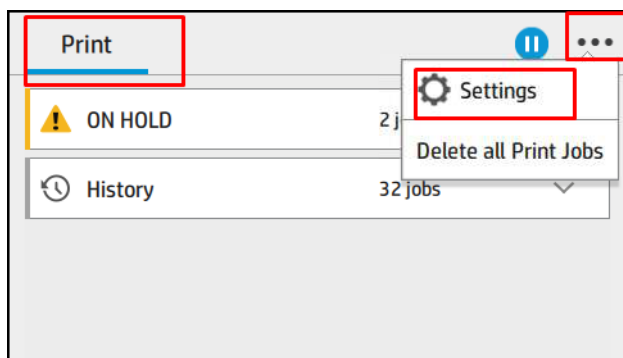 Print
Settings
ON HOLD
2 j
Delete all Print Jobs
History
32 jobs